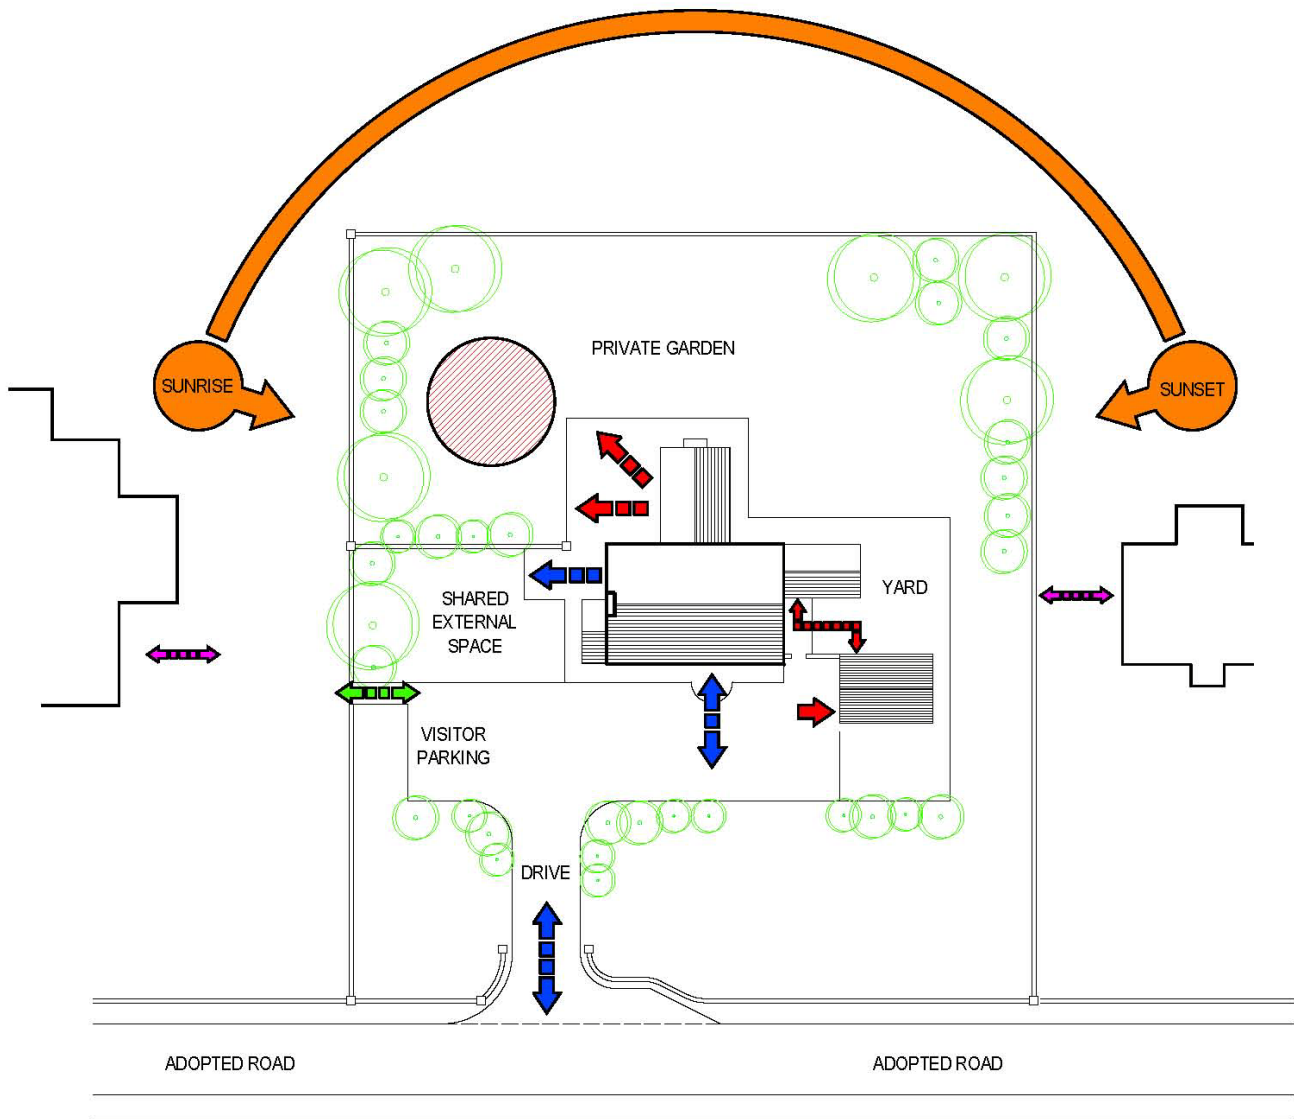 PRIVATE GARDEN
SUNRISE
SUNSET
YARD
SHARED
EXTERNAL
SPACE
VISITOR
PARKING
DRIVE
ADOPTED ROAD
ADOPTED ROAD